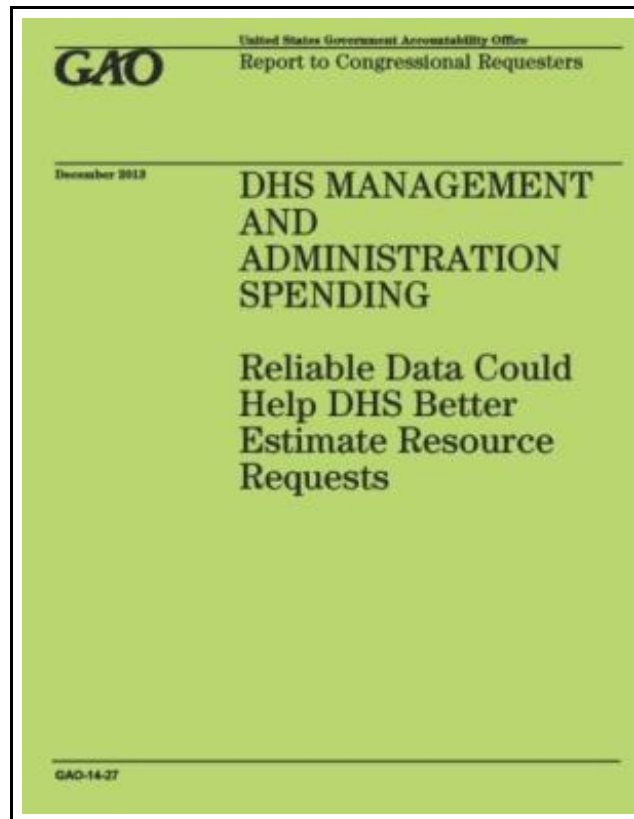 United States Government Accountability Office
GAO
Report to Congressional Requesters
December 2013
DHS MANAGEMENT
AND
ADMINISTRATION
SPENDING
Reliable Data Could
Help DHS Better
Estimate Resource
Requests
GAO-14-27